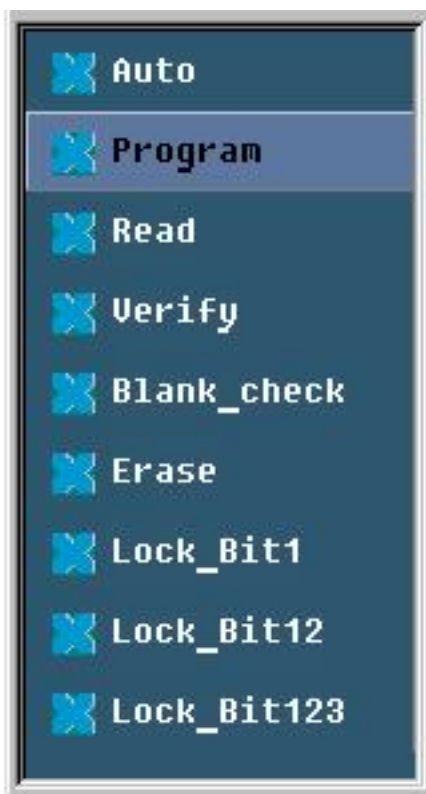 Auto
Program
Read
Verify
Blank_check
Erase
Lock_Bit1
Lock_Bit12
Lock_Bit123